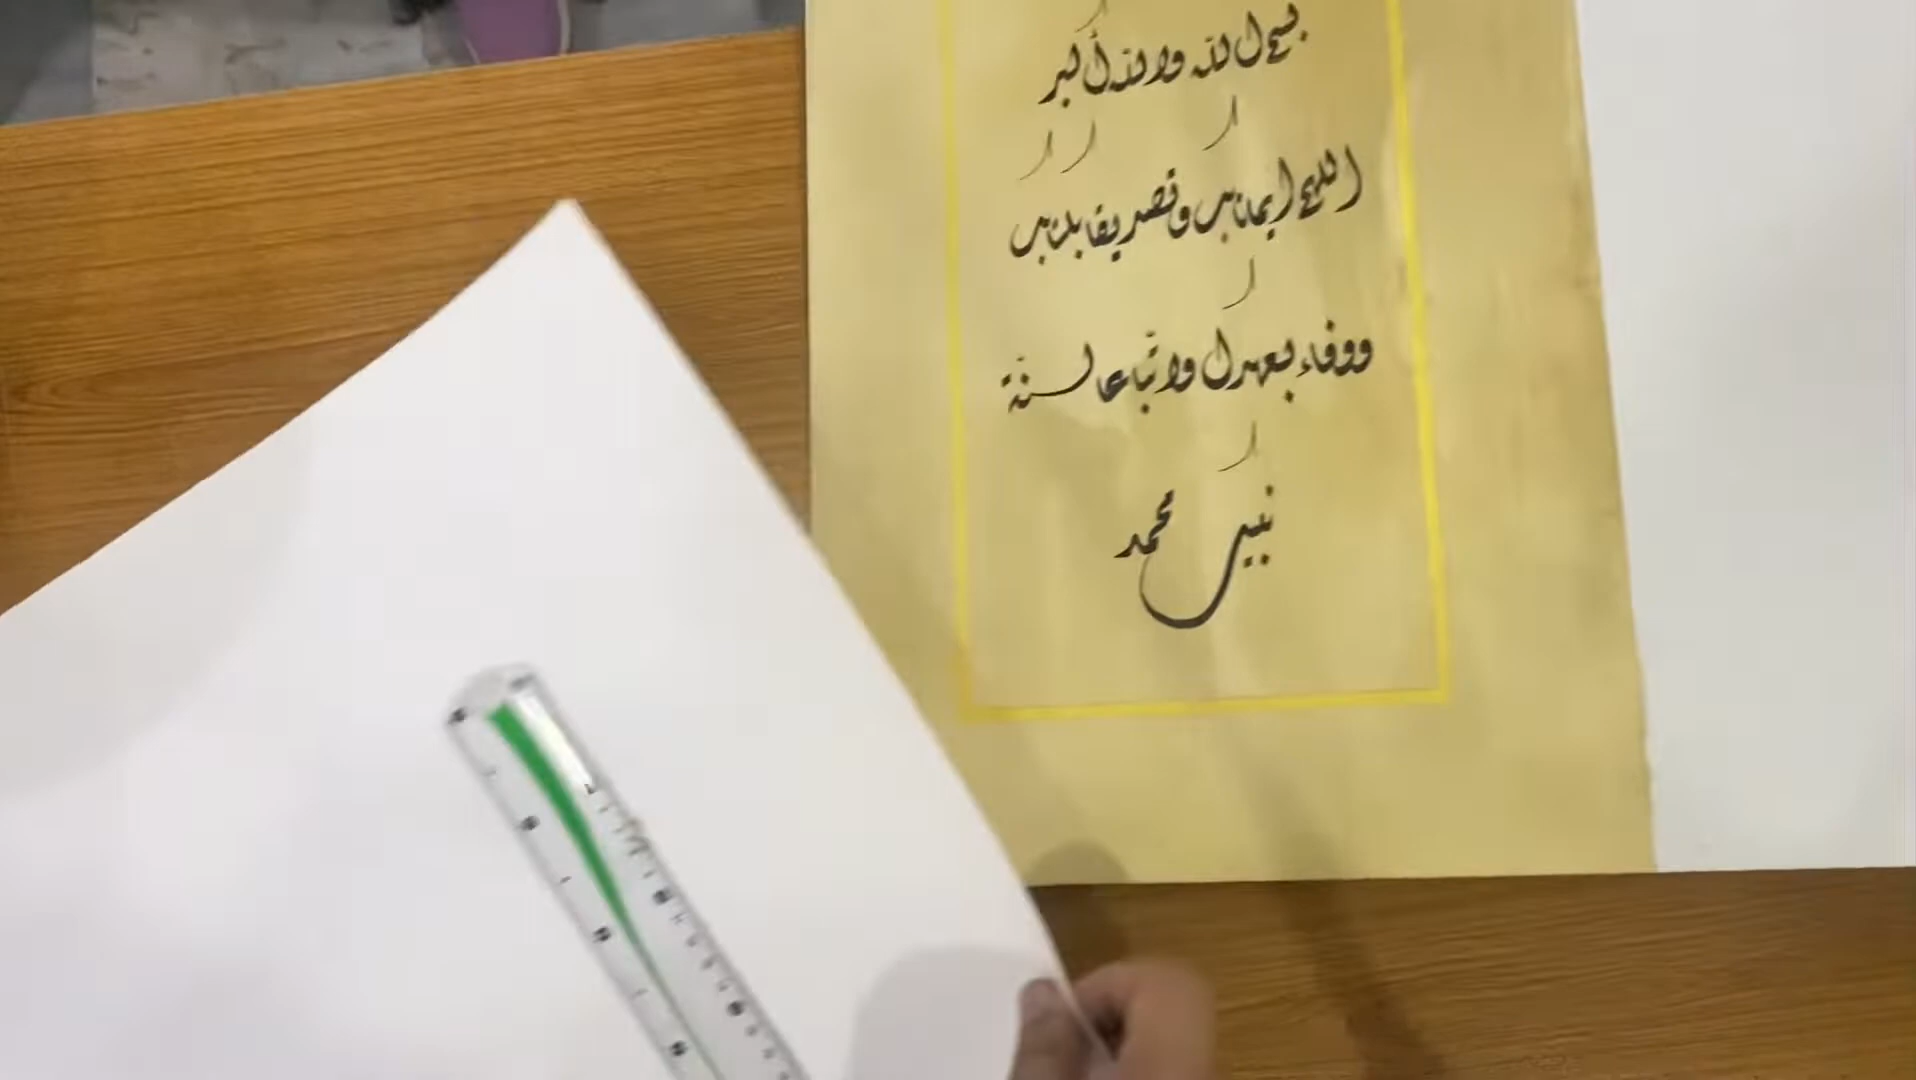 بسم الله والله أكبر
اللهم إيمانا بك وتصديقا بكتابك
ووفاء بعهدك واتباعا لسنة
نبيك محمد